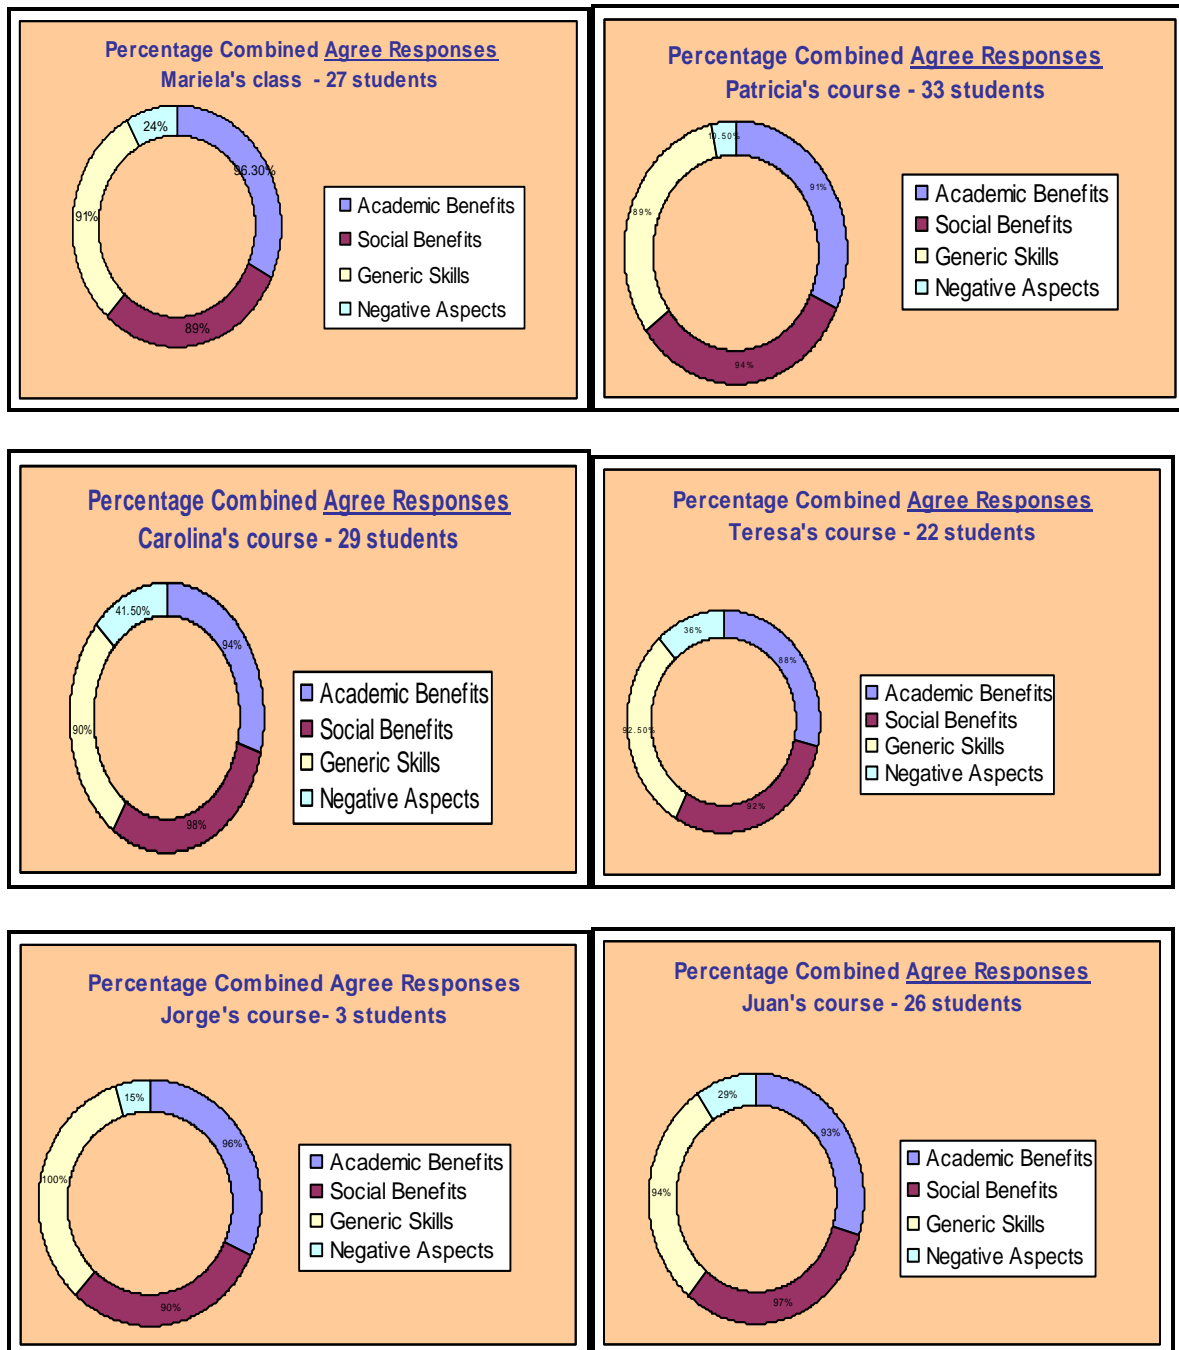 Percentage Combined Agree Responses
Mariela's class - 27 students
24%
96.30%
91%
89%
Academic Benefits
Social Benefits
Generic Skills
Negative Aspects
Percentage Combined Agree Responses
Patricia's course - 33 students
10.50%
91%
89%
94%
Academic Benefits
Social Benefits
Generic Skills
Negative Aspects
Percentage Combined Agree Responses
Carolina's course - 29 students
41.50%
94%
90%
98%
Academic Benefits
Social Benefits
Generic Skills
Negative Aspects
Percentage Combined Agree Responses
Teresa's course - 22 students
36%
88%
92.50%
92%
Academic Benefits
Social Benefits
Generic Skills
Negative Aspects
Percentage Combined Agree Responses
Jorge's course- 3 students
15%
96%
100%
90%
Academic Benefits
Social Benefits
Generic Skills
Negative Aspects
Percentage Combined Agree Responses
Juan's course - 26 students
29%
93%
94%
97%
Academic Benefits
Social Benefits
Generic Skills
Negative Aspects